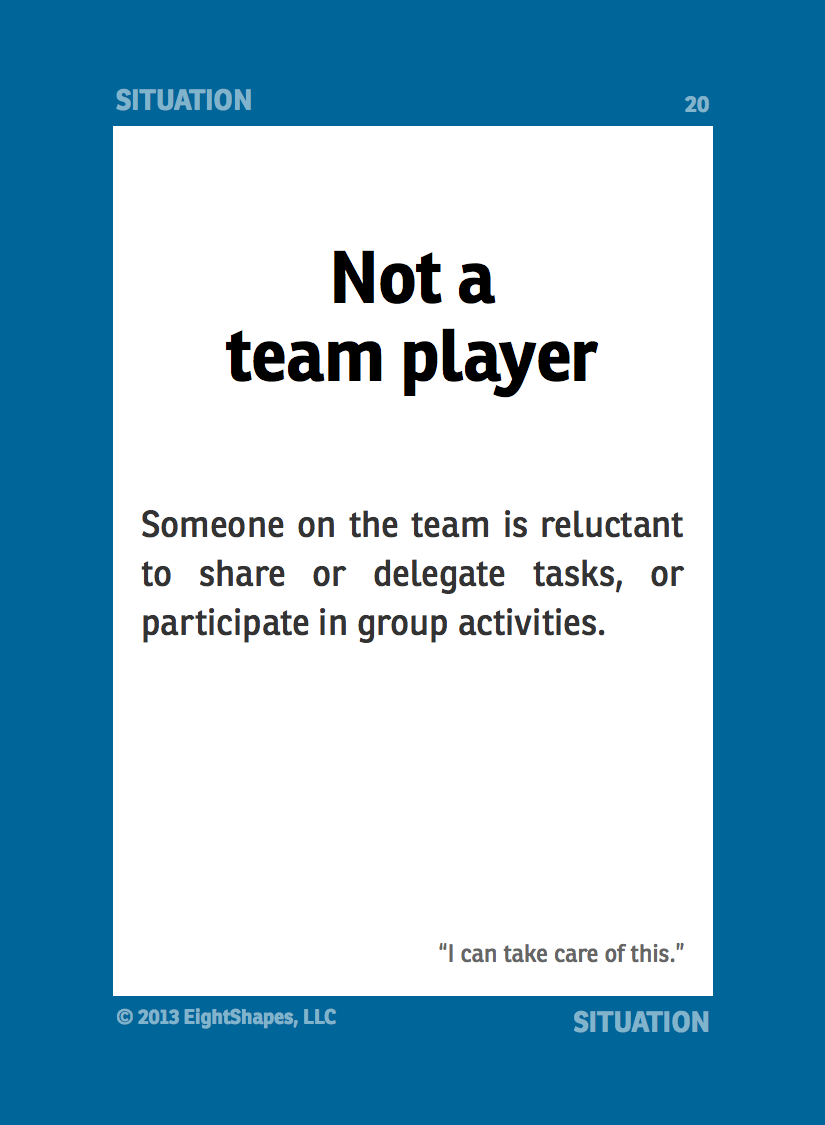 SITUATION
20
Not a
team player
Someone on the team is reluctant
to share or delegate tasks, or
participate in group activities.
“I can take care of this.”
© 2013 EightShapes, LLC
SITUATION